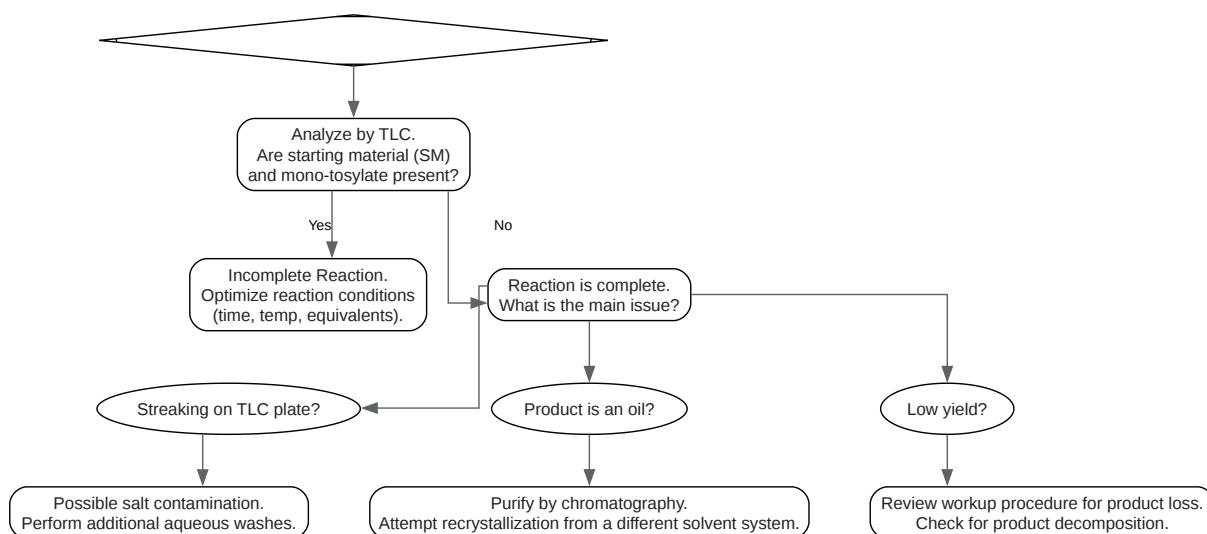 Analyze by TLC.
Are starting material (SM)
and mono-tosylate present?
Yes
No
Incomplete Reaction.
Optimize reaction conditions
(time, temp, equivalents).
Reaction is complete.
What is the main issue?
Streaking on TLC plate?
Product is an oil?
Low yield?
Possible salt contamination.
Perform additional aqueous washes.
Purify by chromatography.
Attempt recrystallization from a different solvent system.
Review workup procedure for product loss.
Check for product decomposition.